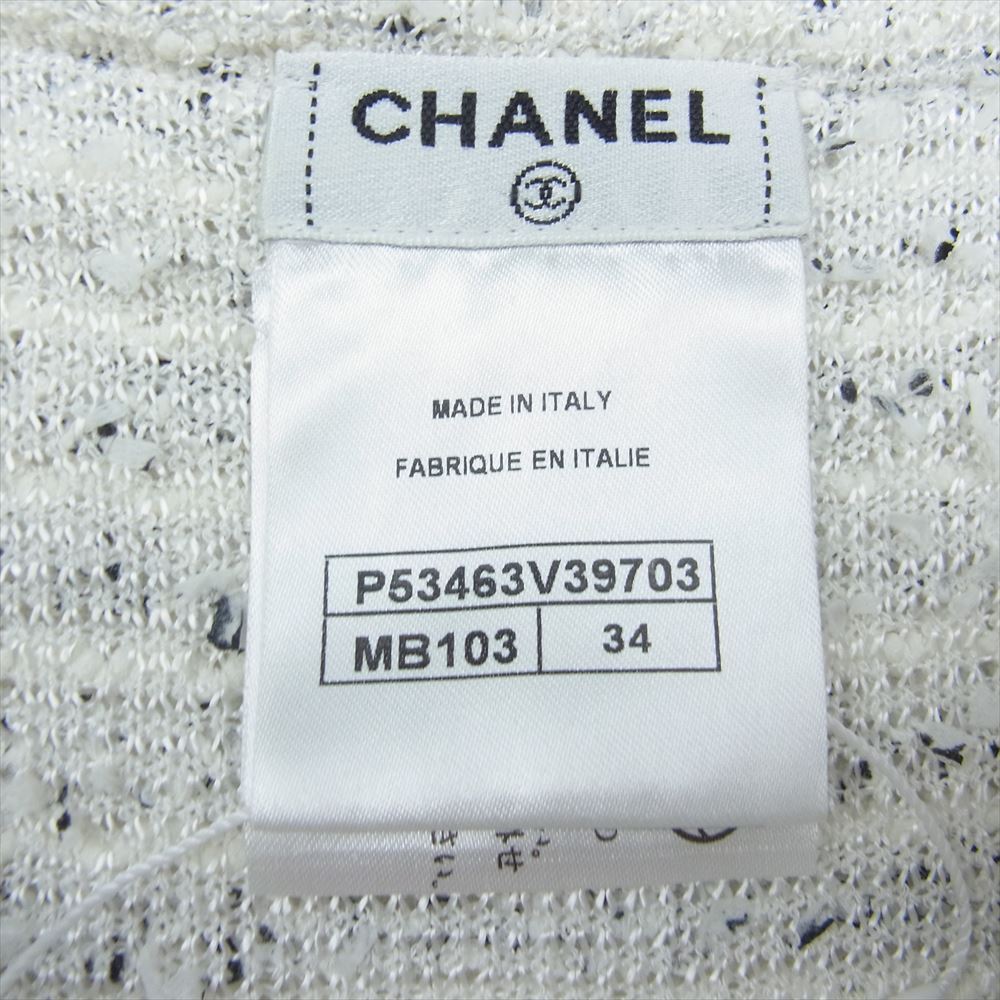 CHANEL
MADE IN ITALY
FABRIQUE EN ITALIE
P53463V39703
MB103 34